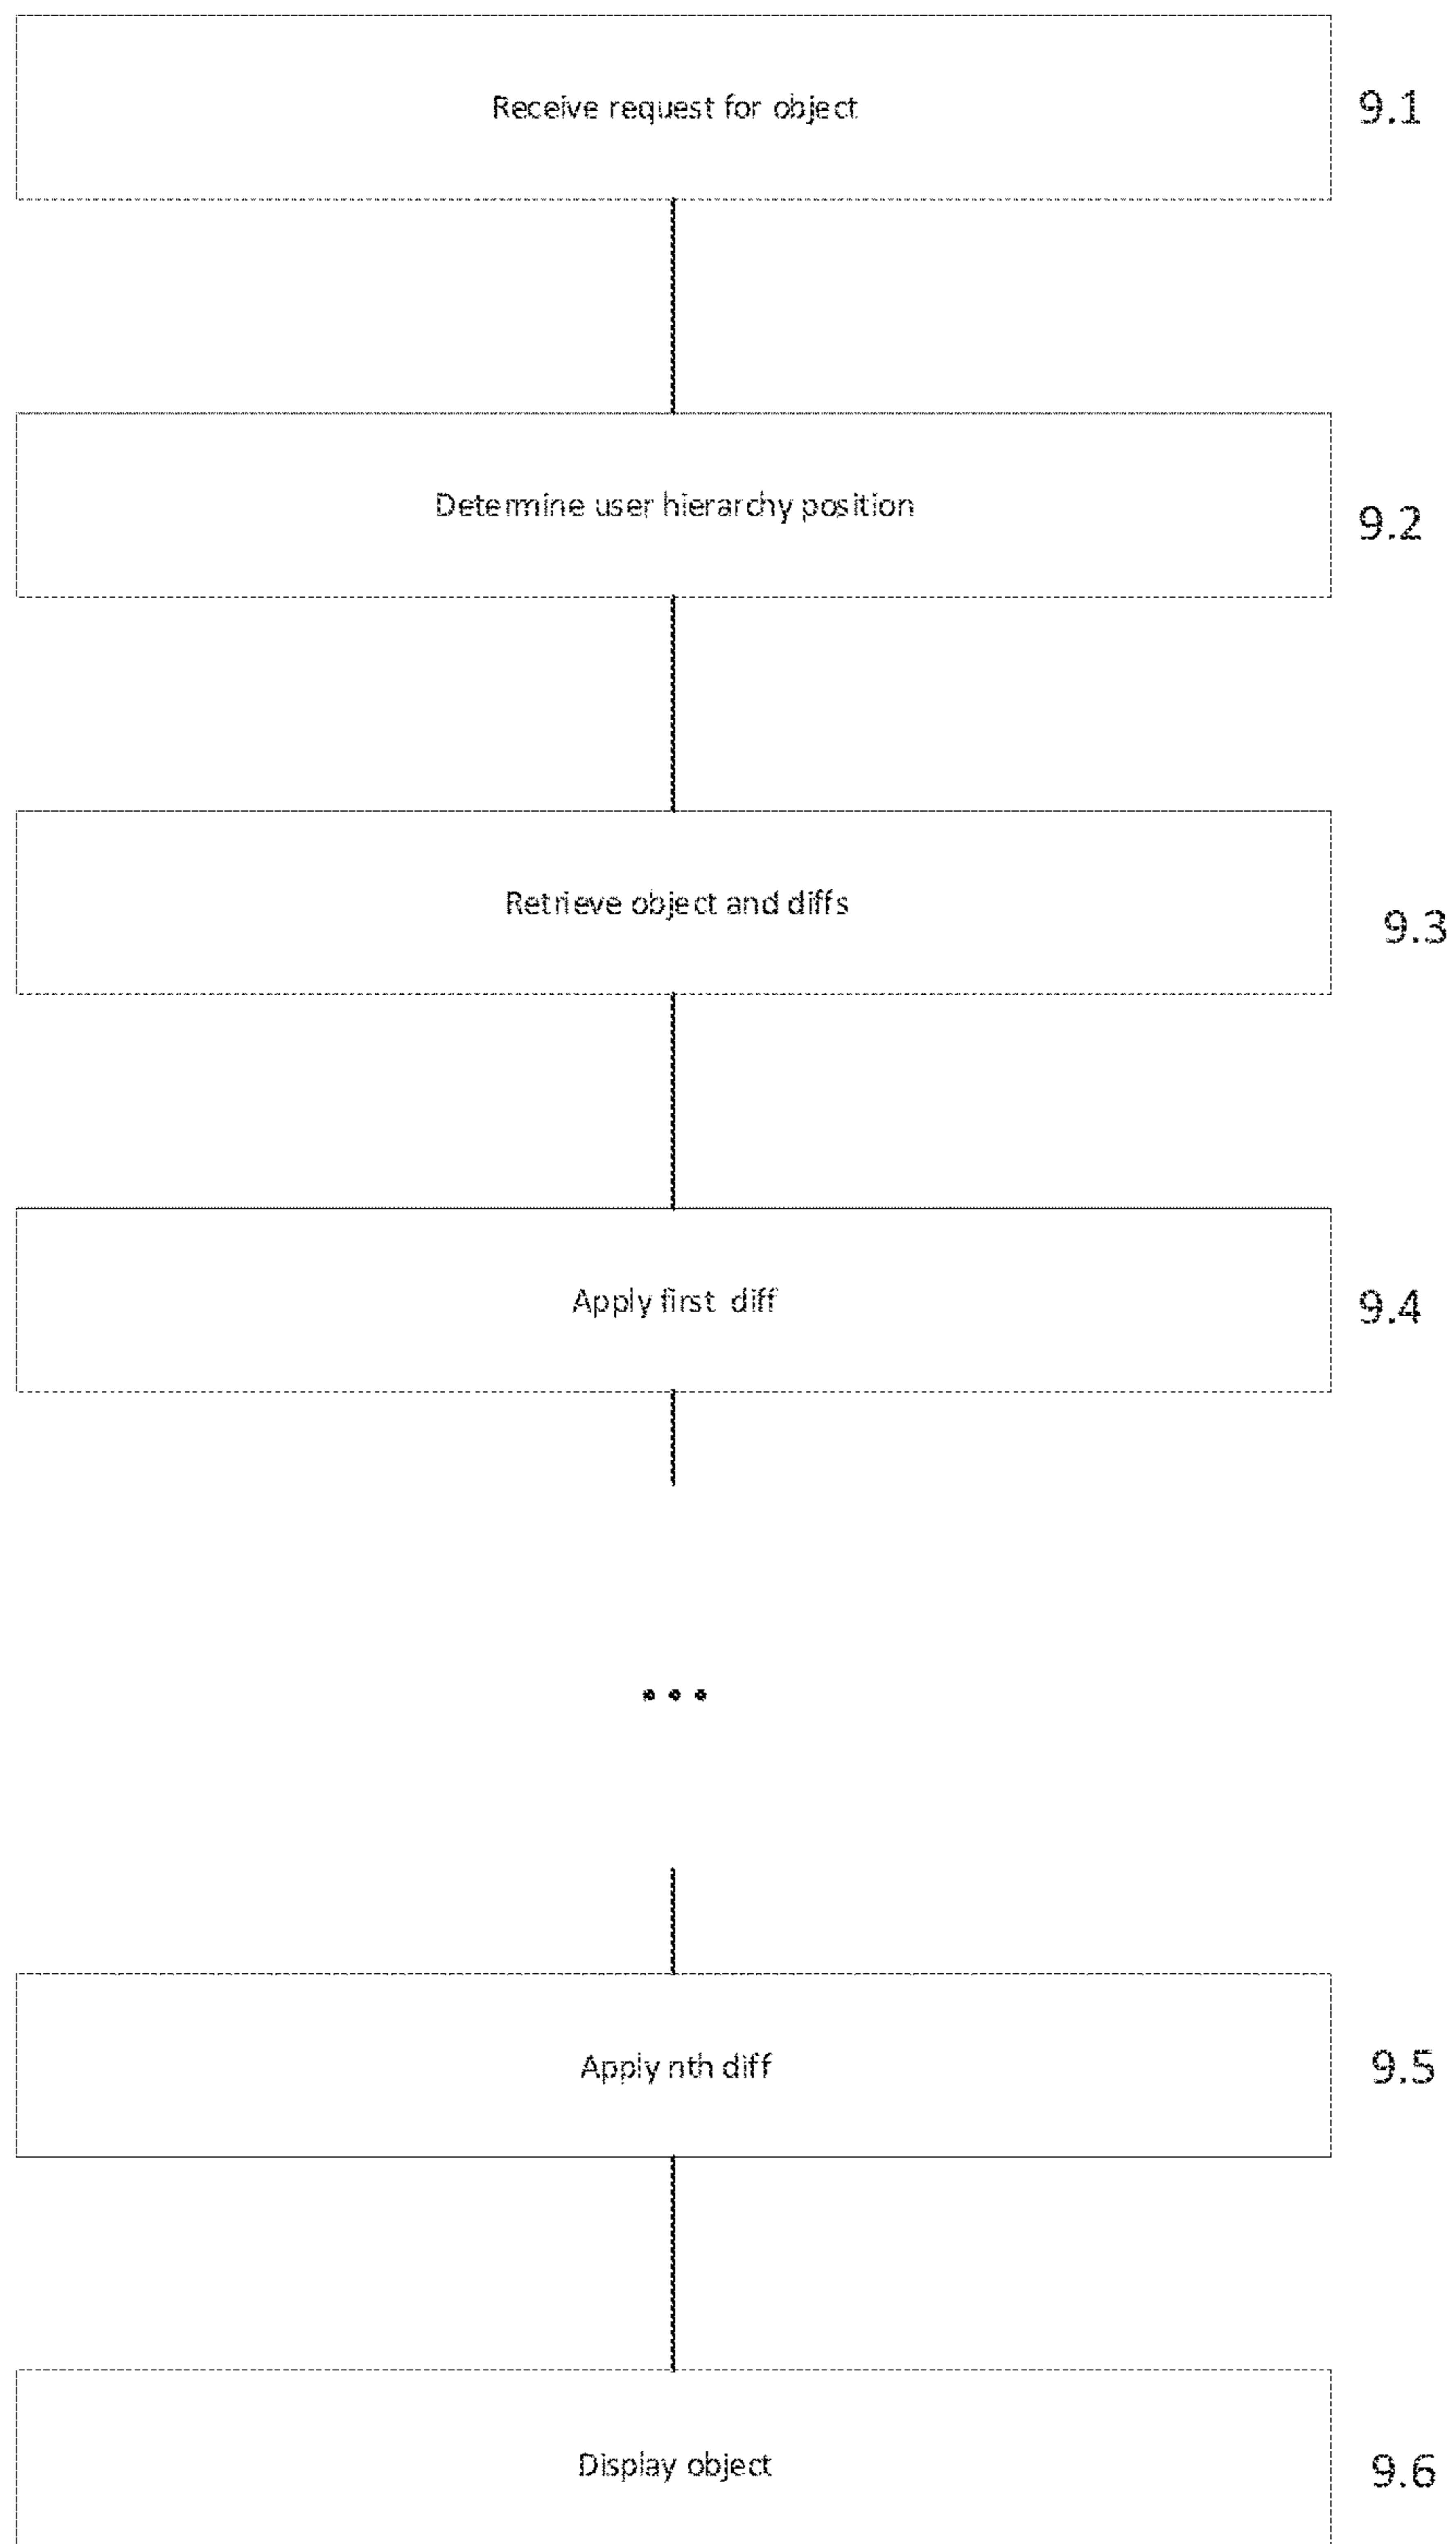 Receive request for object 9.1
Determine user hierarchy position 9.2
Retrieve object and diffs 9.3
Apply first diff 9.4
...
Apply nth diff 9.5
Display object 9.6